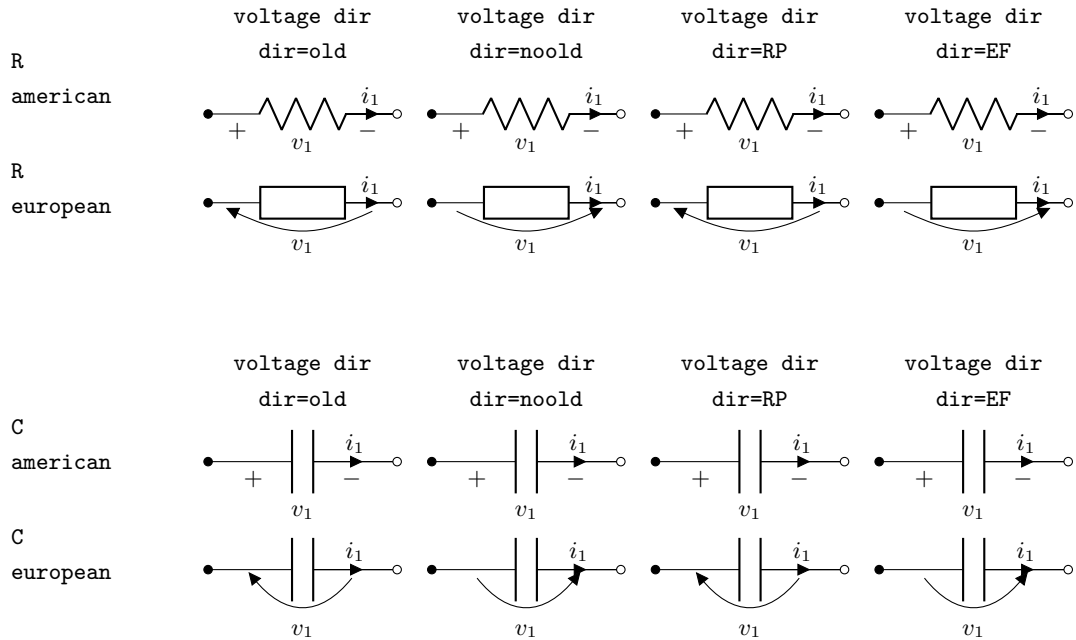 voltage dir voltage dir voltage dir voltage dir
dir=old dir=noold dir=RP dir=EF
R
american
i₁ i₁ i₁ i₁
+ − + − + − + −
v₁ v₁ v₁ v₁
R
european
i₁ i₁ i₁ i₁
v₁ v₁ v₁ v₁
voltage dir voltage dir voltage dir voltage dir
dir=old dir=noold dir=RP dir=EF
C
american
i₁ i₁ i₁ i₁
+ − + − + − + −
v₁ v₁ v₁ v₁
C
european
i₁ i₁ i₁ i₁
v₁ v₁ v₁ v₁